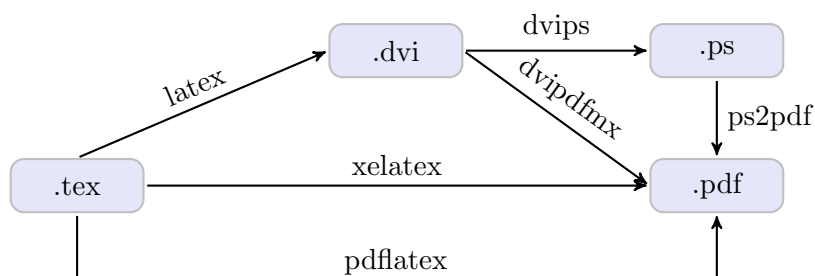 dvips
.dvi
.ps
latex
dvipdfmx
ps2pdf
xelatex
.tex
.pdf
pdflatex